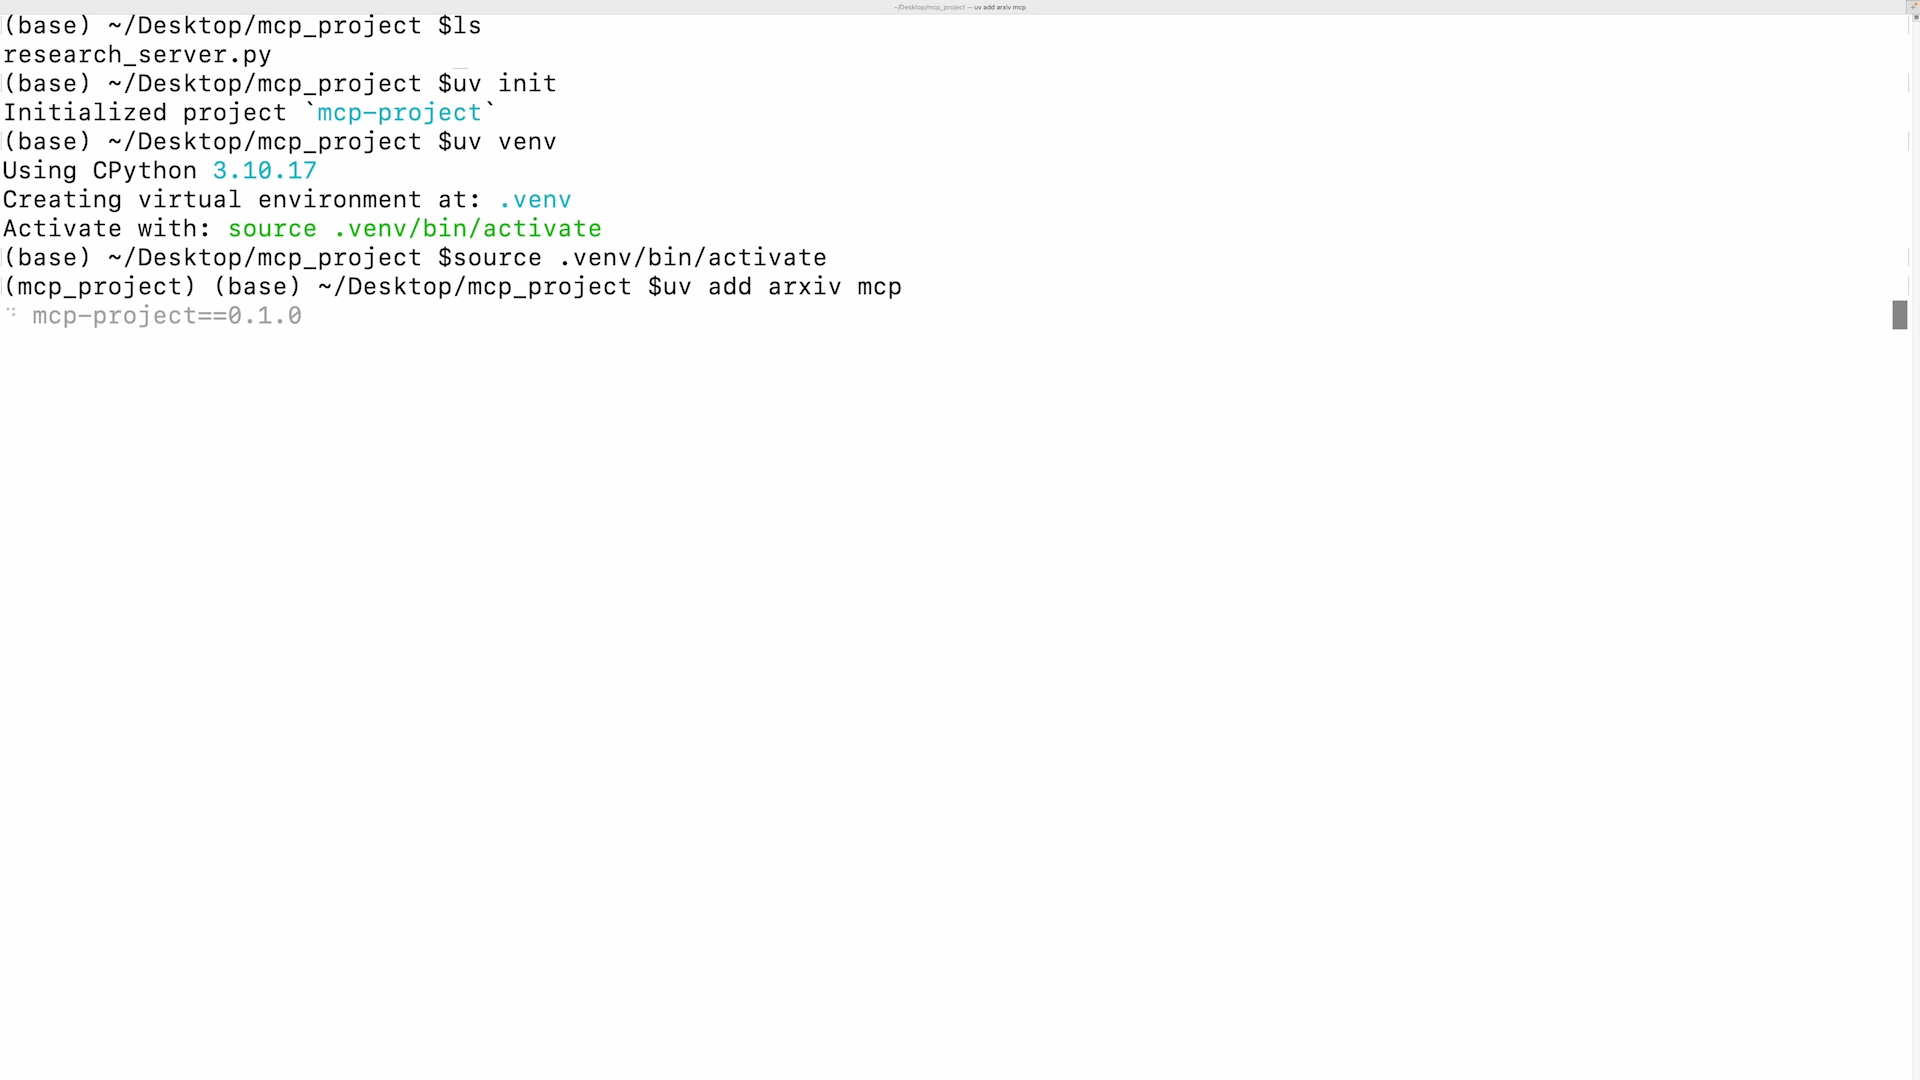 ~/Desktop/mcp_project — uv add arxiv mcp
(base) ~/Desktop/mcp_project $ls
research_server.py
(base) ~/Desktop/mcp_project $uv init
Initialized project `mcp-project`
(base) ~/Desktop/mcp_project $uv venv
Using CPython 3.10.17
Creating virtual environment at: .venv
Activate with: source .venv/bin/activate
(base) ~/Desktop/mcp_project $source .venv/bin/activate
(mcp_project) (base) ~/Desktop/mcp_project $uv add arxiv mcp
mcp-project==0.1.0